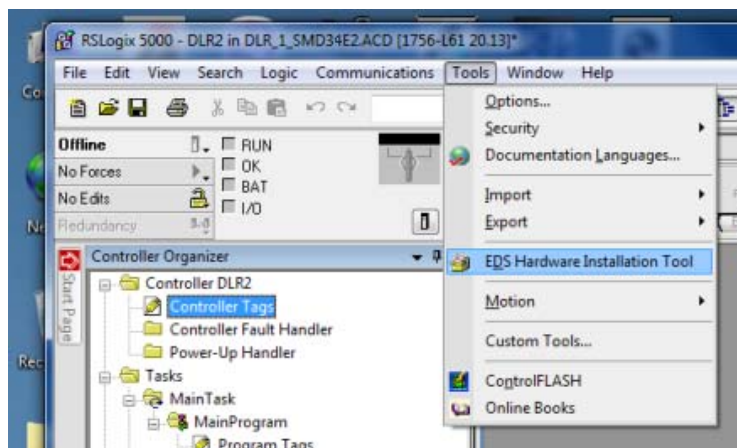 RSLogix 5000 - DLR2 in DLR_1_SMD34E2.ACD [1756-L61 20.13]*
File Edit View Search Logic Communications Tools Window Help
Offline
RUN
No Forces
OK
BAT
No Edits
I/O
Redundancy
Start Page
Controller Organizer
Controller DLR2
Controller Tags
Controller Fault Handler
Power-Up Handler
Tasks
MainTask
MainProgram
Program Tags
Options...
Security
Documentation Languages...
Import
Export
EDS Hardware Installation Tool
Motion
Custom Tools...
ControlFLASH
Online Books